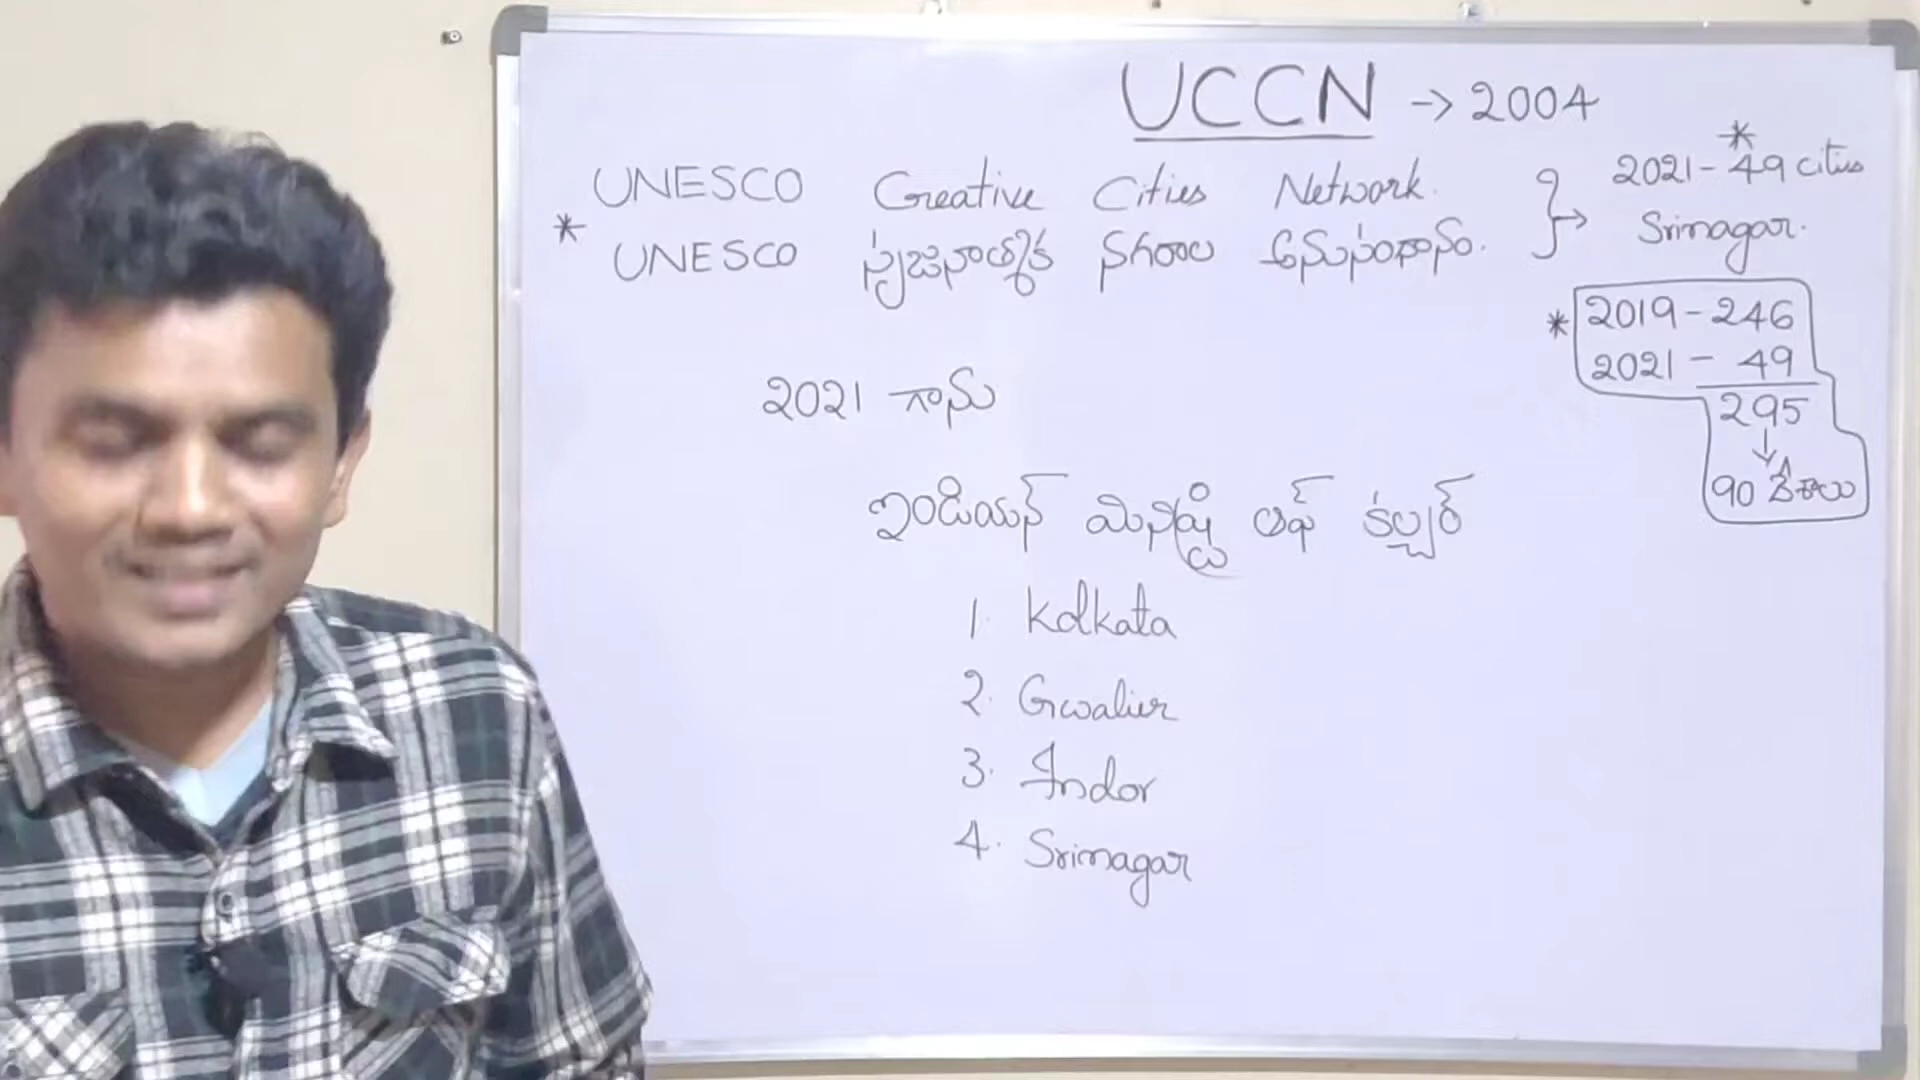 UCCN → 2004
UNESCO Creative Cities Network.
* UNESCO సృజనాత్మక నగరాల అనుసంధానం.
*
2021 - 49 cities
Srinagar.
* 2019 - 246
2021 - 49
295
↓
90 దేశాలు
2021 గాను
ఇండియన్ మినిష్ట్రి ఆఫ్ కల్చర్
1. Kolkata
2. Gwalier
3. Indor
4. Srinagar